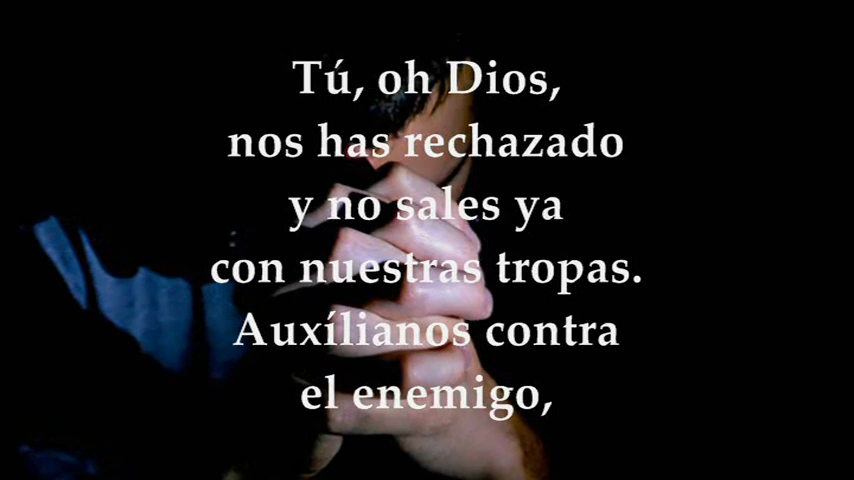 Tú, oh Dios,
nos has rechazado
y no sales ya
con nuestras tropas.
Auxílianos contra
el enemigo,